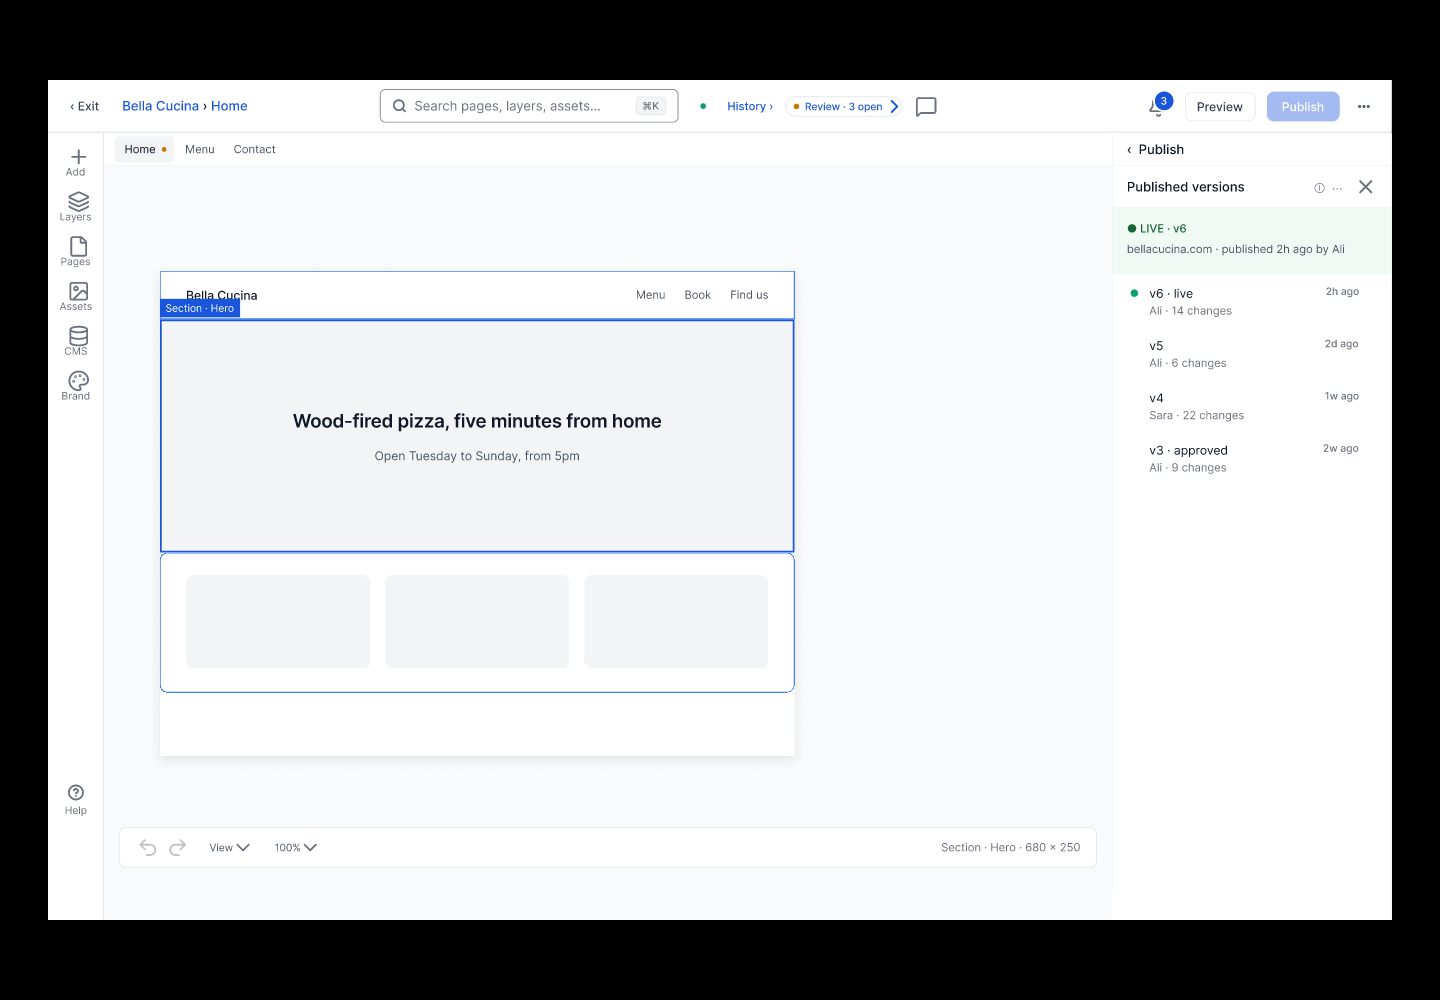 ‹ Exit
Bella Cucina › Home
Search pages, layers, assets...
⌘K
History ›
Review · 3 open
3
Preview
Publish
Home
Menu
Contact
Add
Layers
Pages
Assets
CMS
Brand
Help
Bella Cucina
Menu
Book
Find us
Section · Hero
Wood-fired pizza, five minutes from home
Open Tuesday to Sunday, from 5pm
View
100%
Section · Hero · 680 × 250
‹ Publish
Published versions
LIVE · v6
bellacucina.com · published 2h ago by Ali
v6 · live
2h ago
Ali · 14 changes
v5
2d ago
Ali · 6 changes
v4
1w ago
Sara · 22 changes
v3 · approved
2w ago
Ali · 9 changes